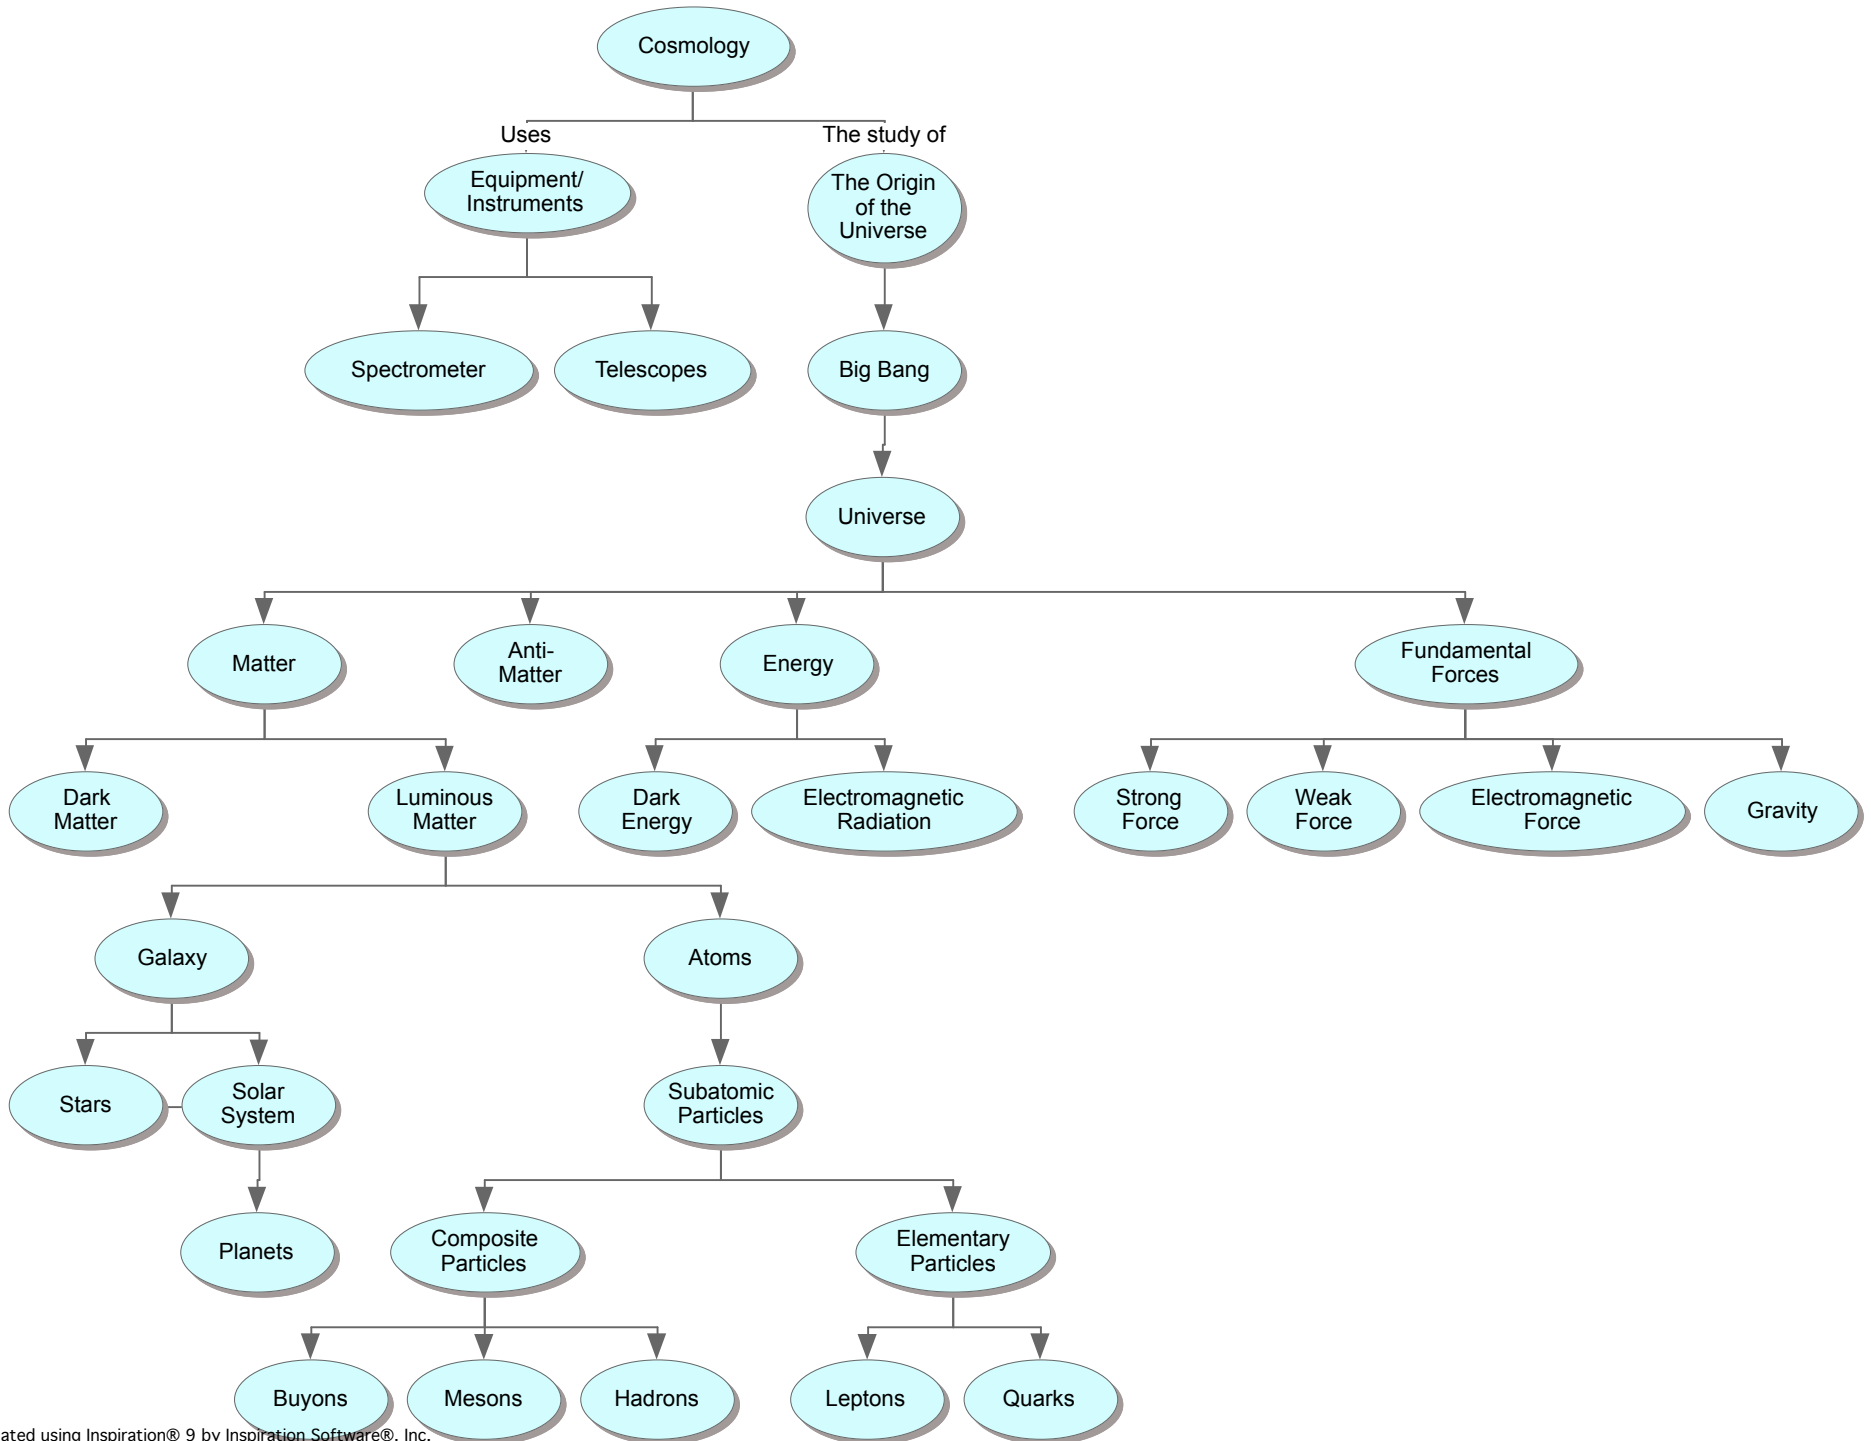 Cosmology
Uses
The study of
Equipment/
Instruments
The Origin
of the
Universe
Spectrometer
Telescopes
Big Bang
Universe
Matter
Anti-
Matter
Energy
Fundamental
Forces
Dark
Matter
Luminous
Matter
Dark
Energy
Electromagnetic
Radiation
Strong
Force
Weak
Force
Electromagnetic
Force
Gravity
Galaxy
Atoms
Stars
Solar
System
Subatomic
Particles
Planets
Composite
Particles
Elementary
Particles
Buyons
Mesons
Hadrons
Leptons
Quarks
ated using Inspiration® 9 by Inspiration Software®, Inc.